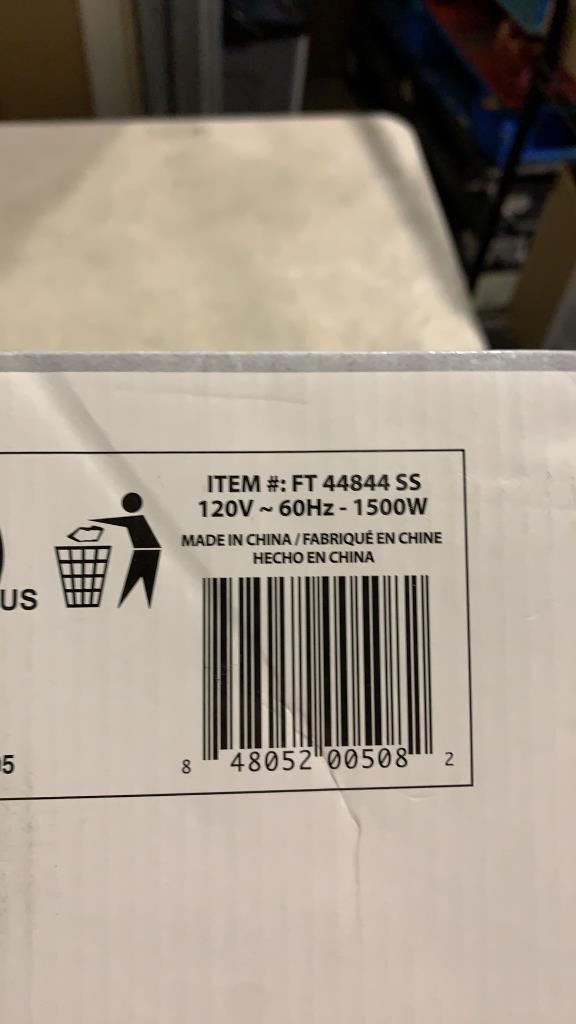 ITEM #: FT 44844 SS
120V ~ 60Hz - 1500W
MADE IN CHINA / FABRIQUÉ EN CHINE
HECHO EN CHINA
US
8 48052 00508 2